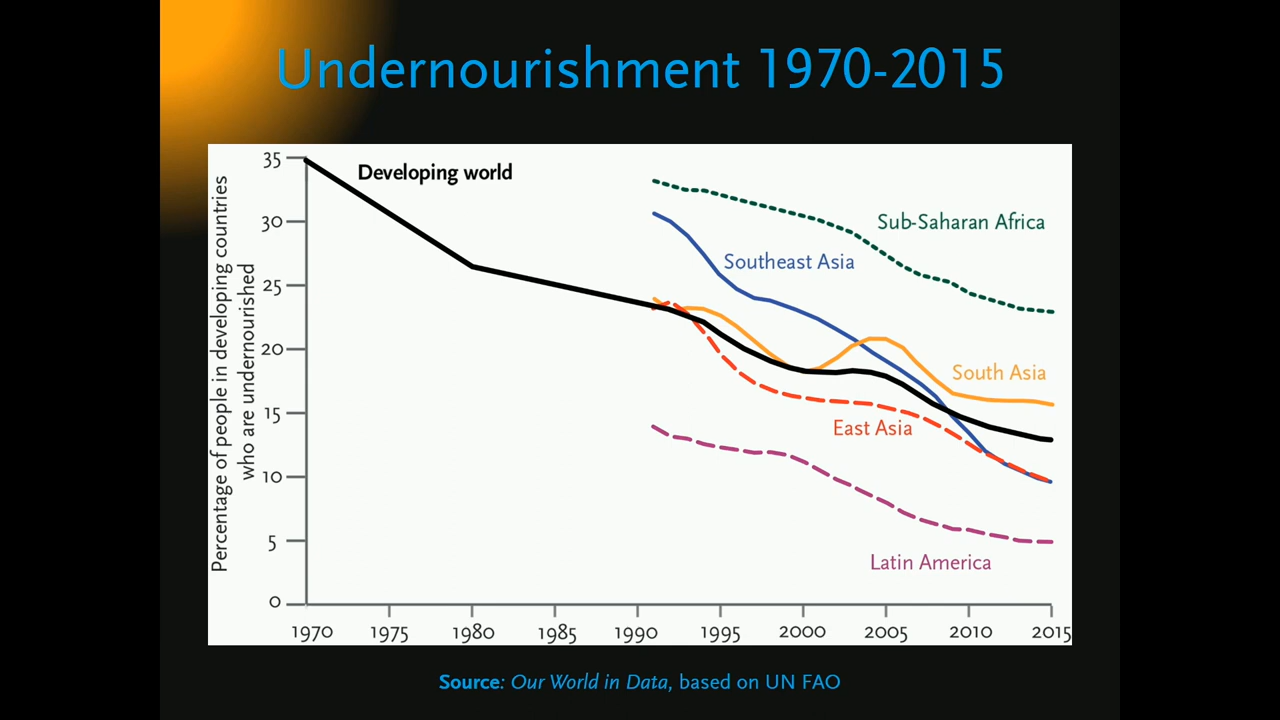 Undernourishment 1970-2015
Percentage of people in developing countries
who are undernourished
35
30
25
20
15
10
5
0
Developing world
Sub-Saharan Africa
Southeast Asia
South Asia
East Asia
Latin America
1970 1975 1980 1985 1990 1995 2000 2005 2010 2015
Source: Our World in Data, based on UN FAO